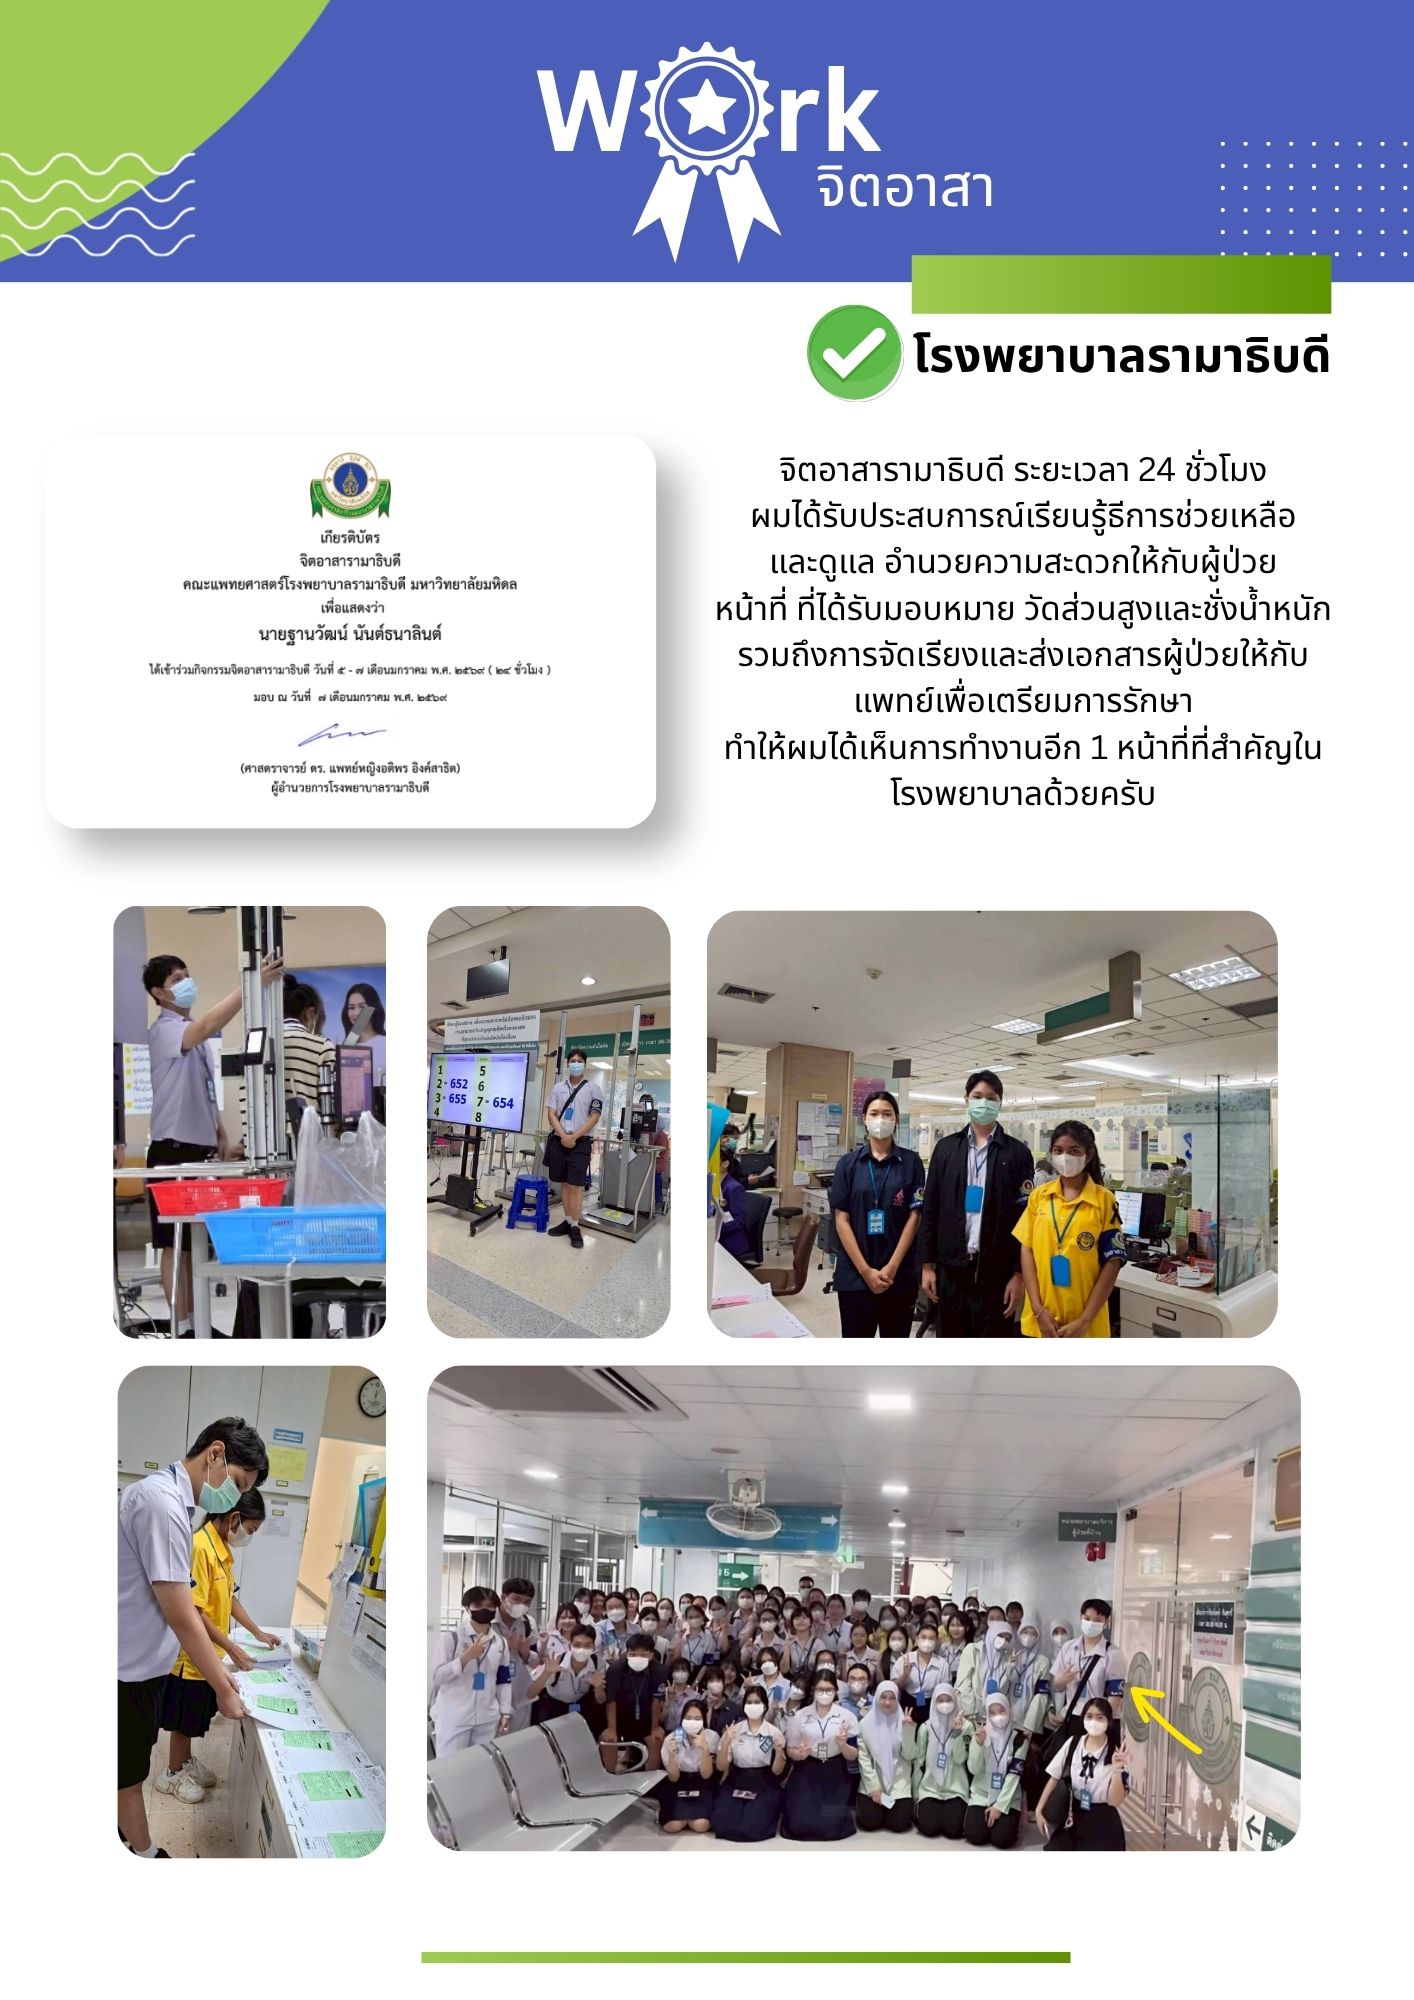 Work
จิตอาสา
โรงพยาบาลรามาธิบดี
เกียรติบัตร
จิตอาสารามาธิบดี
คณะแพทยศาสตร์โรงพยาบาลรามาธิบดี มหาวิทยาลัยมหิดล
เพื่อแสดงว่า
นายฐานวัฒน์ นันต์ธนาลินต์
ได้เข้าร่วมกิจกรรมจิตอาสารามาธิบดี วันที่ ๕ - ๗ เดือนมกราคม พ.ศ. ๒๕๖๙ ( ๒๔ ชั่วโมง )
มอบ ณ วันที่ ๗ เดือนมกราคม พ.ศ. ๒๕๖๙
(ศาสตราจารย์ ดร. แพทย์หญิงอติพร อิงค์สาธิต)
ผู้อำนวยการโรงพยาบาลรามาธิบดี
จิตอาสารามาธิบดี ระยะเวลา 24 ชั่วโมง
ผมได้รับประสบการณ์เรียนรู้ธีการช่วยเหลือ
และดูแล อำนวยความสะดวกให้กับผู้ป่วย
หน้าที่ ที่ได้รับมอบหมาย วัดส่วนสูงและชั่งน้ำหนัก
รวมถึงการจัดเรียงและส่งเอกสารผู้ป่วยให้กับ
แพทย์เพื่อเตรียมการรักษา
ทำให้ผมได้เห็นการทำงานอีก 1 หน้าที่ที่สำคัญใน
โรงพยาบาลด้วยครับ
1 5
2 - 652 6
3 - 655 7 - 654
4 8
หน่วยพยาบาลบริการ
ผู้ป่วยที่บ้าน